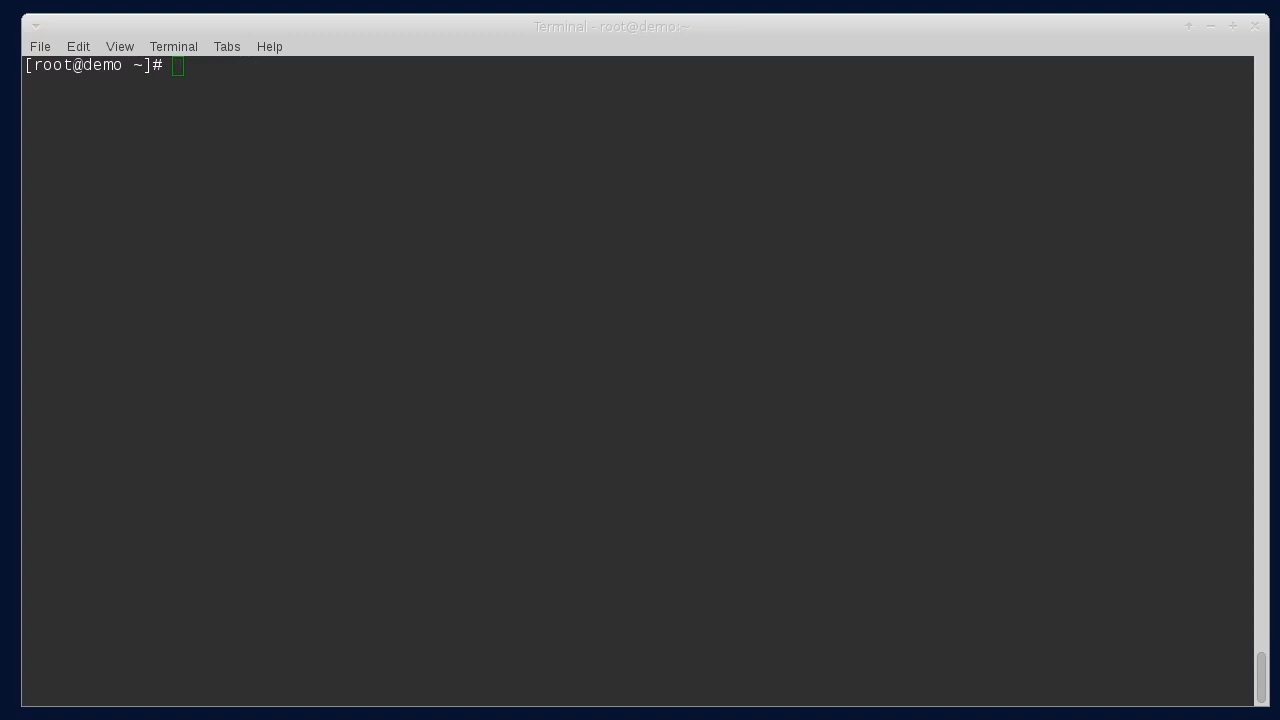 Terminal - root@demo:~
File Edit View Terminal Tabs Help
[root@demo ~]#